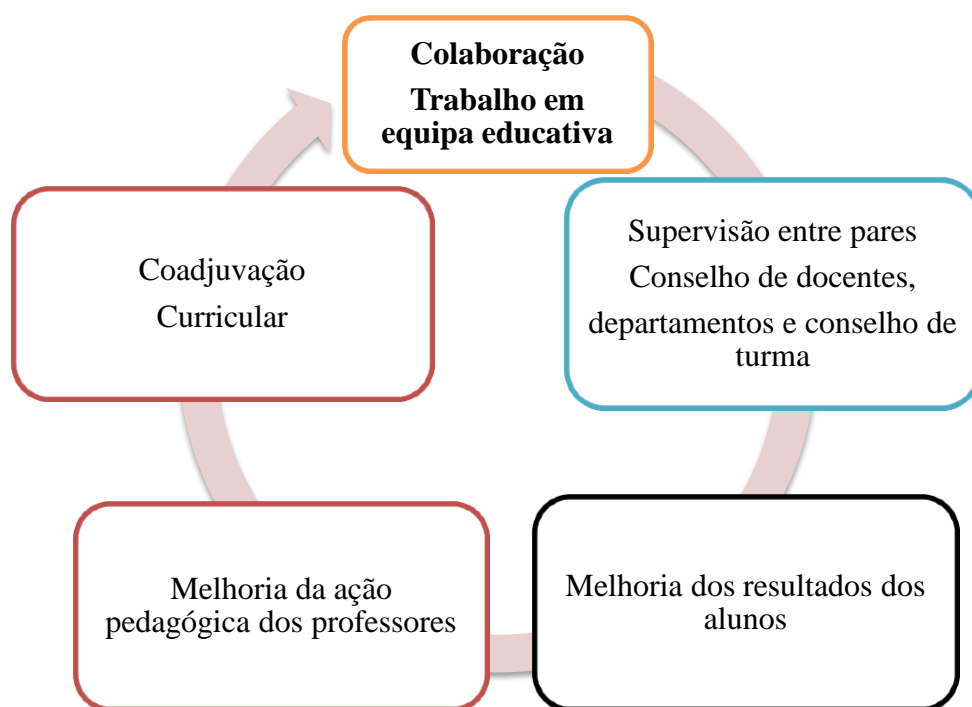 Colaboração
Trabalho em
equipa educativa
Supervisão entre pares
Conselho de docentes,
departamentos e conselho de
turma
Melhoria dos resultados dos
alunos
Melhoria da ação
pedagógica dos professores
Coadjuvação
Curricular